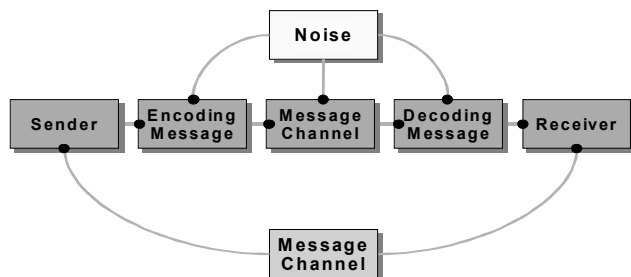 Noise
Sender
Encoding
Message
Message
Channel
Decoding
Message
Receiver
Message
Channel